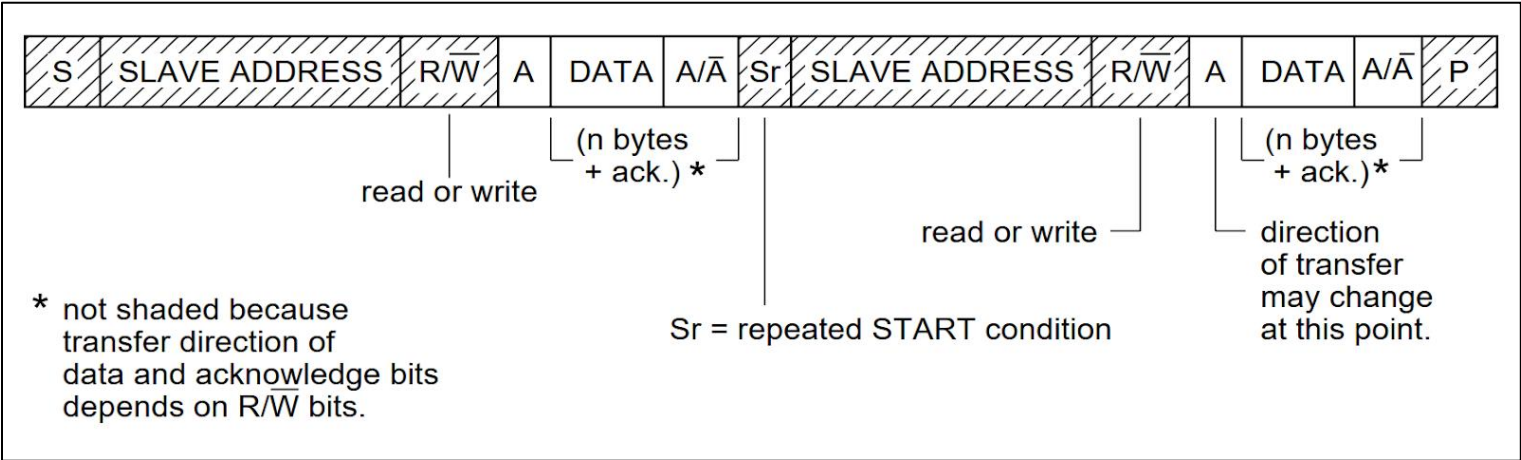 S SLAVE ADDRESS R/W̅ A DATA A/A̅ Sr SLAVE ADDRESS R/W̅ A DATA A/A̅ P
(n bytes
+ ack.) *
(n bytes
+ ack.)*
read or write
read or write
direction
of transfer
may change
at this point.
Sr = repeated START condition
* not shaded because
transfer direction of
data and acknowledge bits
depends on R/W̅ bits.